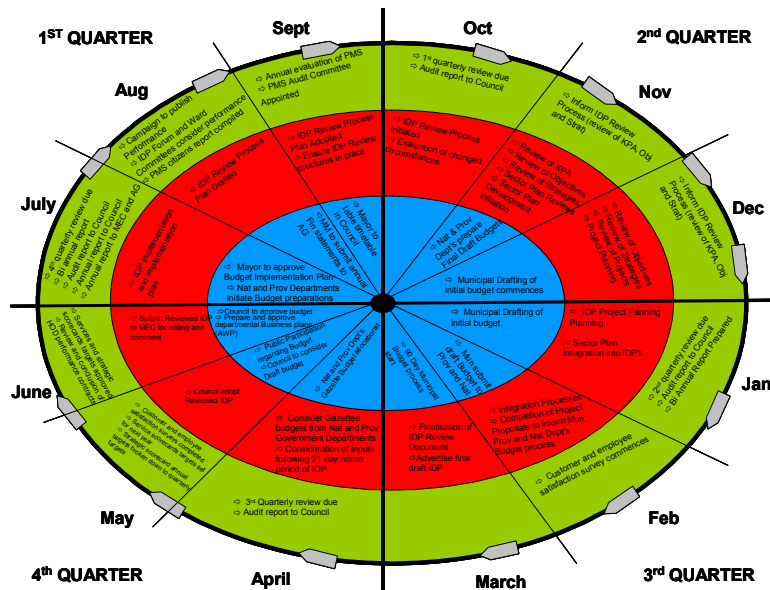 1ST QUARTER
Sept
Oct
2nd QUARTER
Aug
Nov
July
Dec
June
Jan
May
Feb
4th QUARTER
April
March
3rd QUARTER
⇨ 4th quarterly review due
⇨ Bi annual report
⇨ Audit report to Council
⇨ Annual report to Council
⇨ Annual report to MEC and AG
⇨ Campaign to publish
Performance
⇨ IDP Forum and Ward
Committees consider performance
⇨ PMS citizens report compiled
⇨ Annual evaluation of PMS
⇨ PMS Audit Committee
Appointed
⇨ 1st quarterly review due
⇨ Audit report to Council
⇨ Inform IDP Review
Process (review of KPA, Obj
and Strat)
⇨ Inform IDP Review
Process (review of KPA, Obj
and Strat)
⇨ 2nd quarterly review due
⇨ Audit report to Council
⇨ Bi Annual Report Prepared
⇨ Customer and employee
satisfaction survey commences
⇨ 3rd Quarterly review due
⇨ Audit report to Council
⇨ Customer and employee
satisfaction surveys completed
for next year
⇨ Service scorecards targets set
⇨ Strategic scorecard annual
targets broken down to quarterly
targets
⇨ Services and strategic
scorecards targets approved
⇨ Review and conclusion of
HOD performance contracts
⇨ IDP implementation
and implementation
plan
⇨ IDP Review Process
Plan Drafted
⇨ IDP Review Process
Plan Adopted
⇨ Ensure IDP Review
structures in place
⇨ IDP Review Process
initiated
⇨ Evaluation of changed
circumstances
⇨ Review of KPA
⇨ Review of Objectives
⇨ Review of Strategies
⇨ Sector Plan Reviews
⇨ Sector Plan
Development
initiation
⇨ Review of Objectives
⇨ Review of Strategies
⇨ Review of Projects
⇨ Project Planning
⇨ IDP Project Panning
Planning
⇨ Sector Plan
Integration into IDP's
⇨ Integration Processes
⇨ Completion of Project
Proposals to inform Mun,
Prov and Nat Dept's
Budget process
⇨ Finalisation of
IDP Review
Document
⇨ Advertise final
draft IDP
⇨ Consider Gazetted
budgets from Nat and Prov
Government Departments
⇨ Consideration of inputs
following 21 day notice
period of IDP
⇨ Council adopt
Reviewed IDP
⇨ Submit Reviewed IDP
to MEC for noting and
comment
⇨ Mayor to approve
Budget Implementation Plan
⇨ Nat and Prov Departments
initiate Budget preparations
⇨ MM to submit annual
Fin statements to
AG
⇨ Mayor to
table timetable
in Council
⇨ Nat & Prov
Dept's prepare
Final Draft Budget
⇨ Municipal Drafting of
initial budget commences
⇨ Municipal Drafting of
initial budget
⇨ Mun submit
draft Budget to
Prov and Nat
⇨ 90 Day Municipal
Budget process
start
⇨ Nat and Prov Dept's
Gazette budget allocations
⇨ Public Participation
regarding Budget
⇨ Council to consider
Draft budget
⇨ Council to approve budget
⇨ Prepare and approve
departmental Business plans
(AWP)